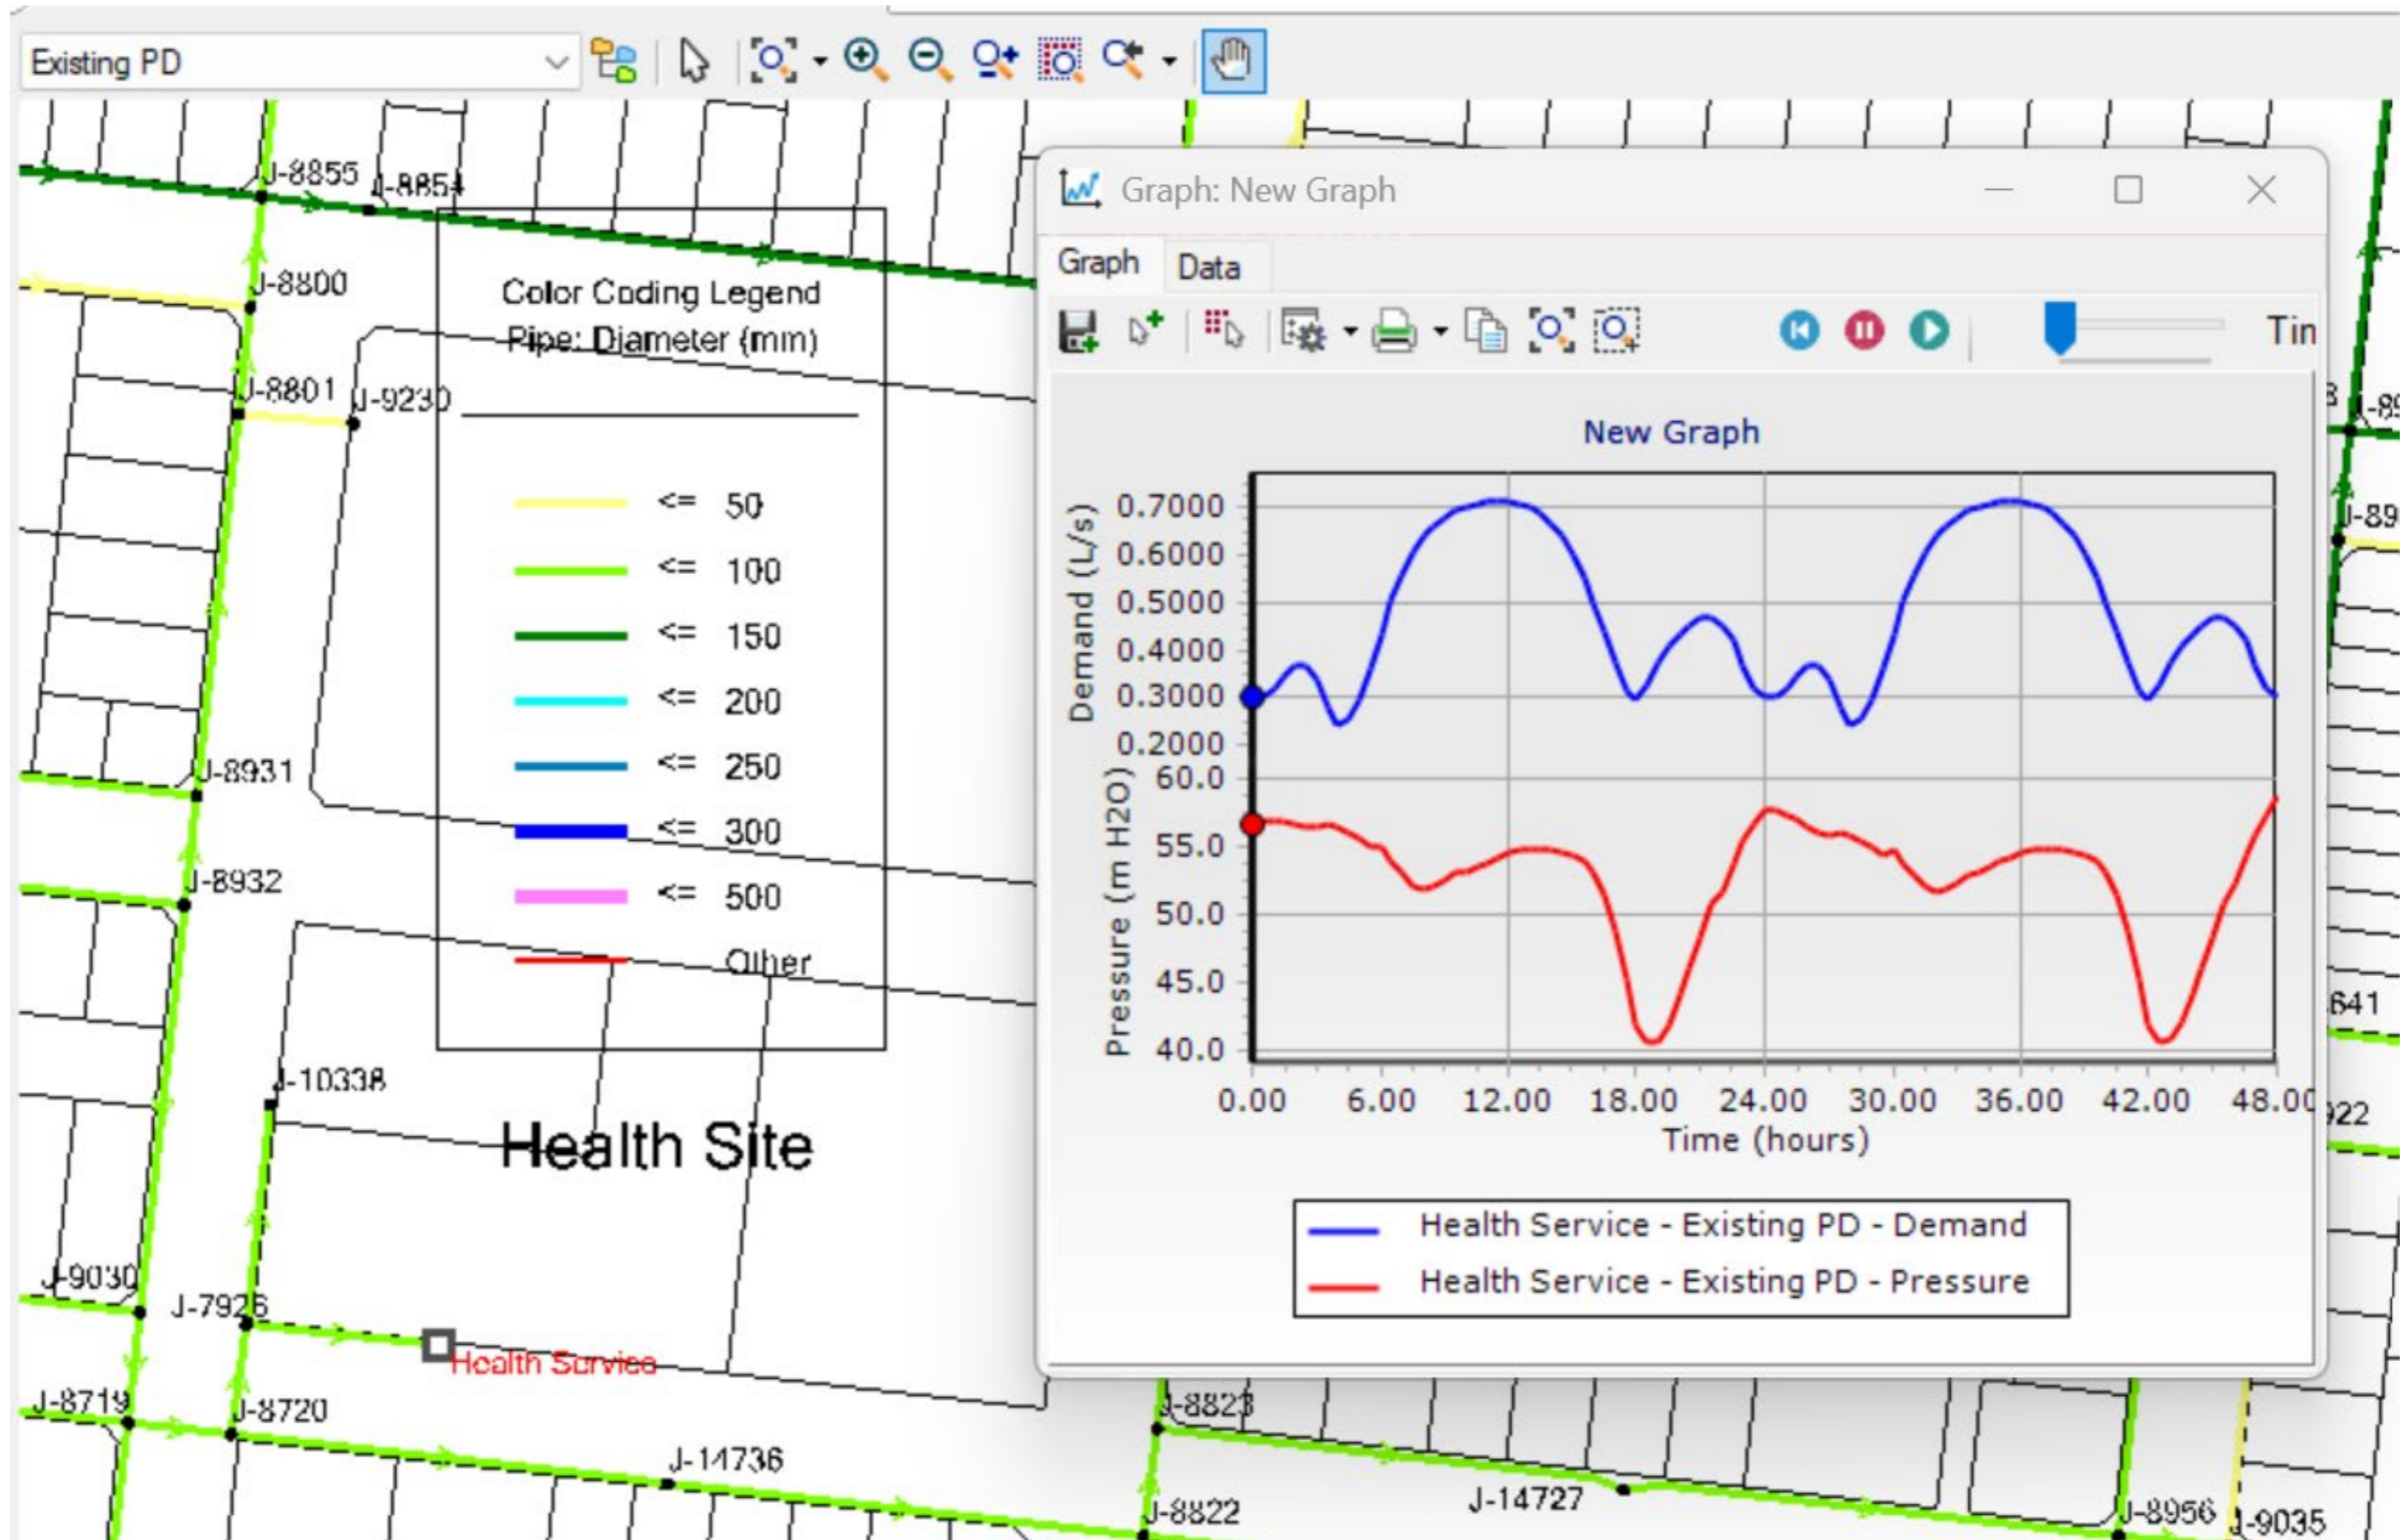 Existing PD
J-8855
J-8854
J-8800
J-8801
J-9230
J-8931
J-8932
J-10338
J-9030
J-7926
J-8719
J-8720
J-14736
J-8823
J-8822
J-14727
J-8956
J-9035
Color Coding Legend
Pipe: Diameter (mm)
<= 50
<= 100
<= 150
<= 200
<= 250
<= 300
<= 500
Other
Health Site
Health Service
Graph: New Graph
Graph Data
Tin
New Graph
Demand (L/s)
0.7000
0.6000
0.5000
0.4000
0.3000
0.2000
Pressure (m H2O)
60.0
55.0
50.0
45.0
40.0
0.00 6.00 12.00 18.00 24.00 30.00 36.00 42.00 48.00
Time (hours)
Health Service - Existing PD - Demand
Health Service - Existing PD - Pressure
J-89
641
922